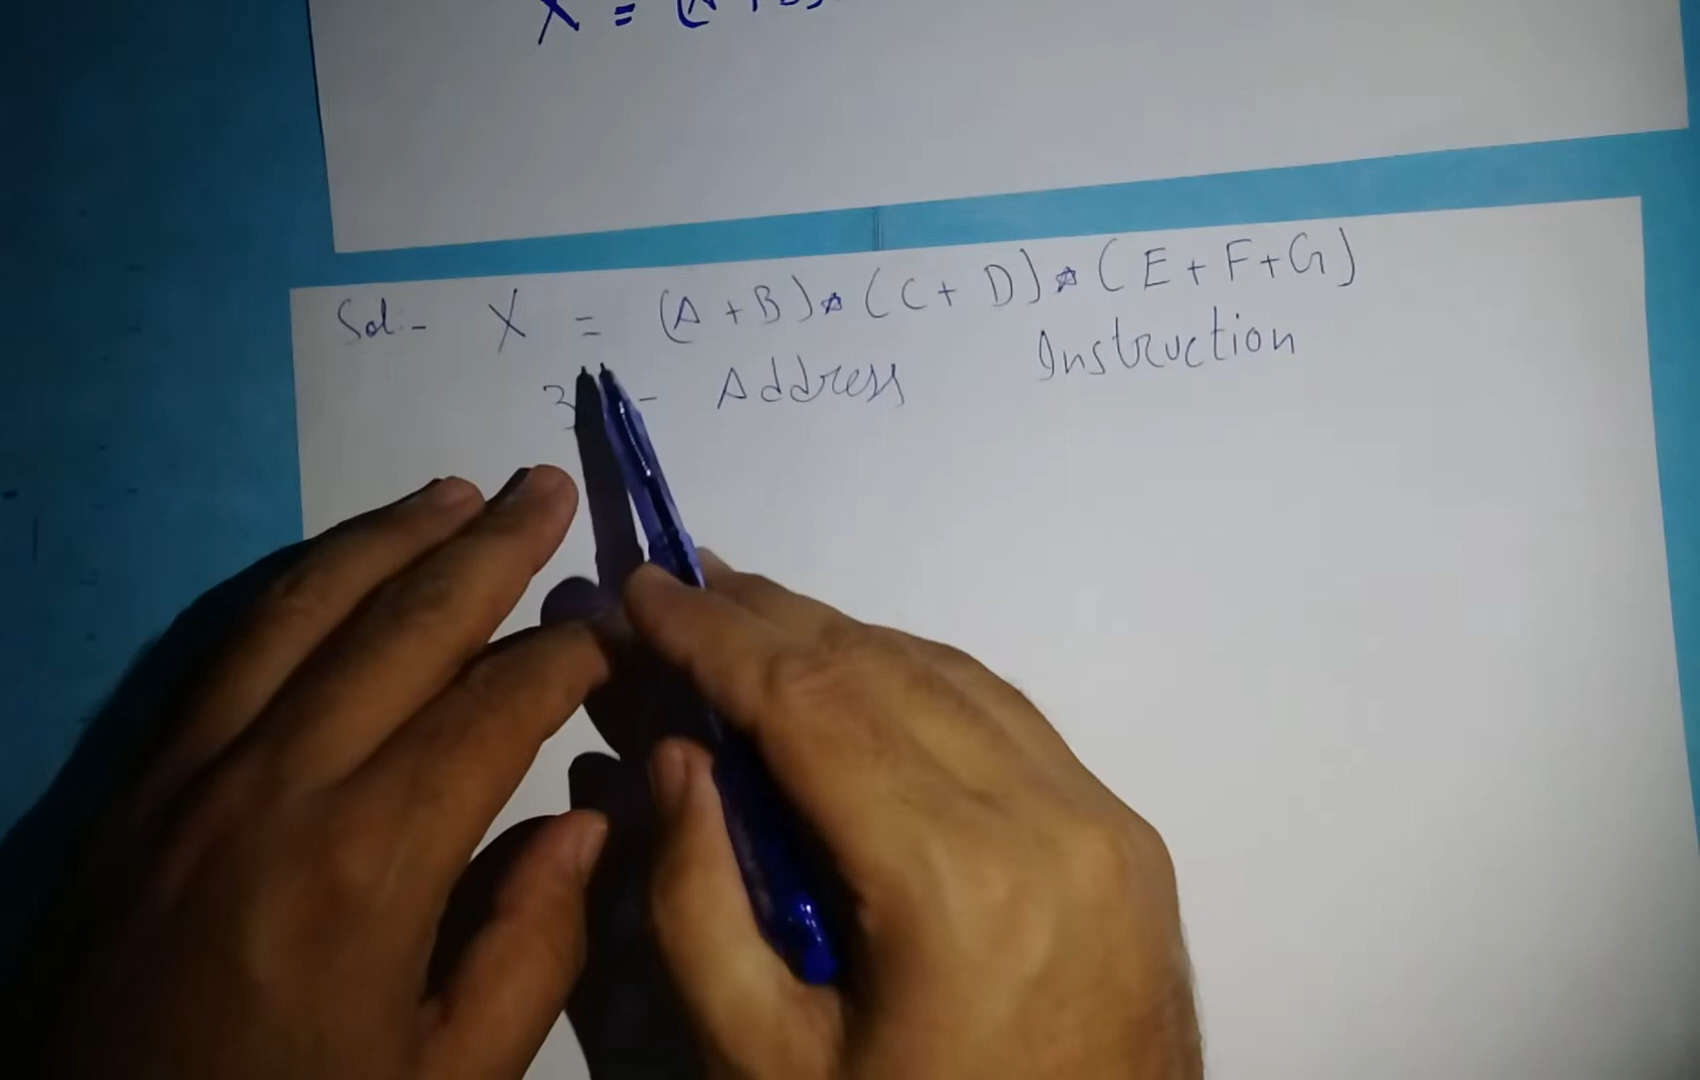 X = (A + B)
Sol:- X = (A + B) * (C + D) * (E + F + G)
3 - Address Instruction